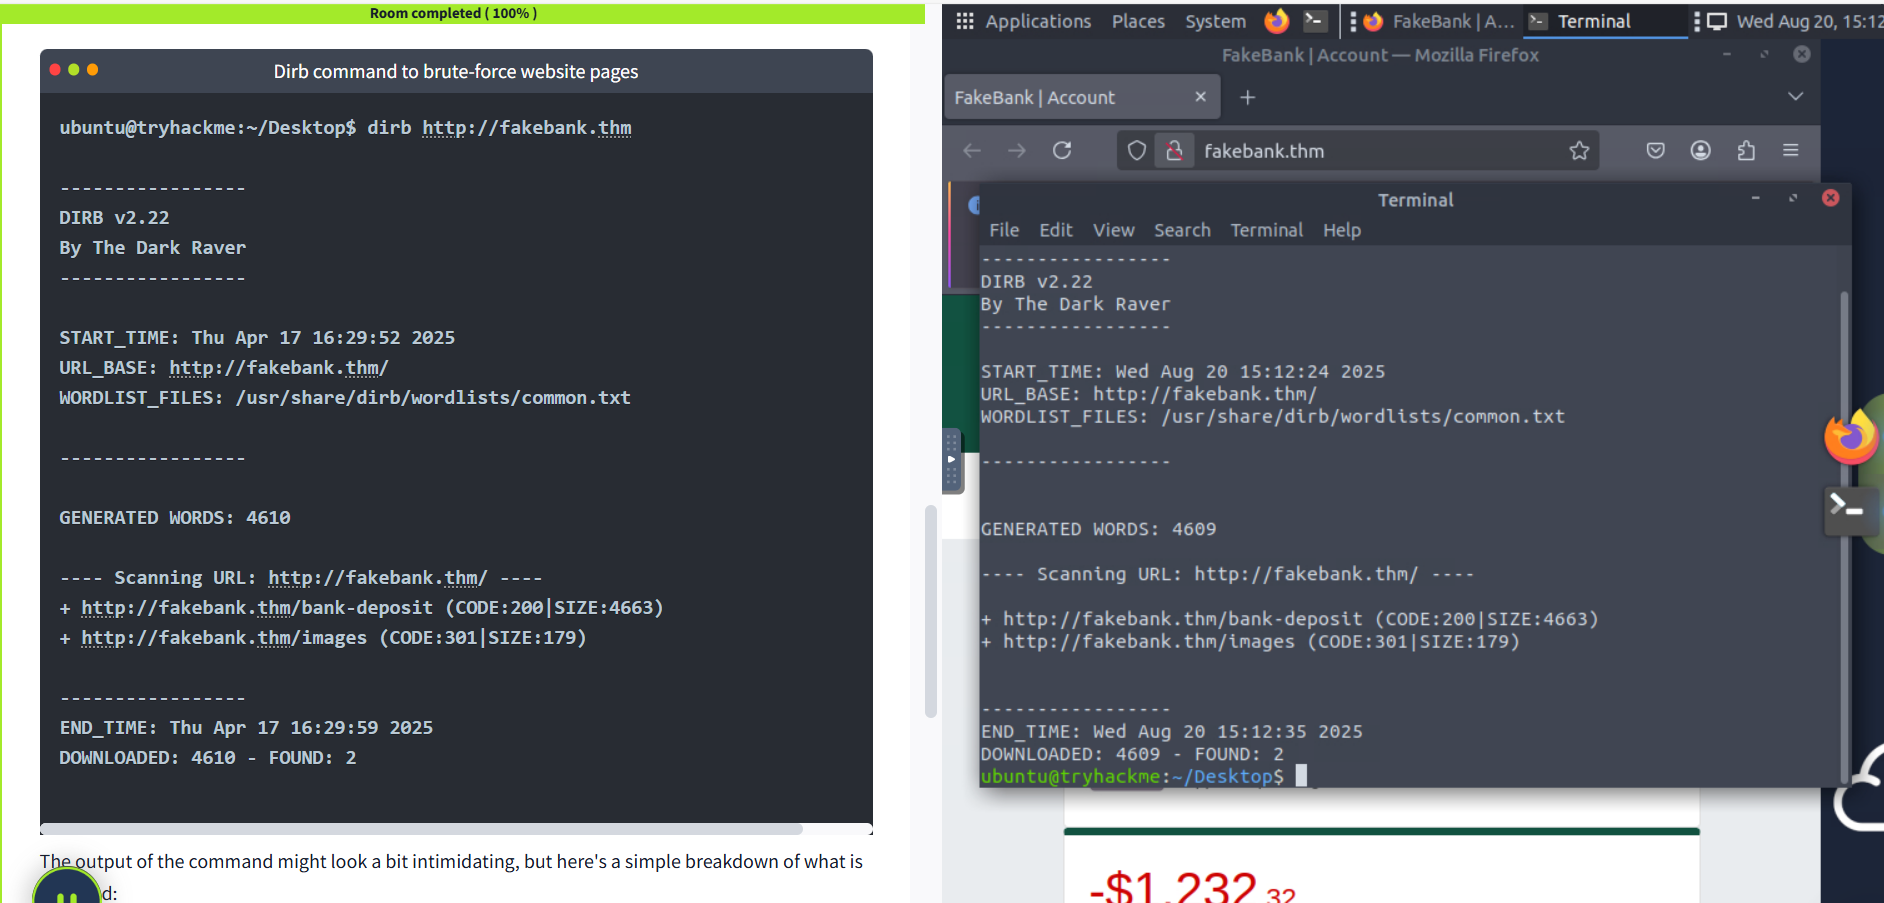 Room completed ( 100% )
Dirb command to brute-force website pages
ubuntu@tryhackme:~/Desktop$ dirb http://fakebank.thm
-----------------
DIRB v2.22
By The Dark Raver
-----------------
START_TIME: Thu Apr 17 16:29:52 2025
URL_BASE: http://fakebank.thm/
WORDLIST_FILES: /usr/share/dirb/wordlists/common.txt
-----------------
GENERATED WORDS: 4610
---- Scanning URL: http://fakebank.thm/ ----
+ http://fakebank.thm/bank-deposit (CODE:200|SIZE:4663)
+ http://fakebank.thm/images (CODE:301|SIZE:179)
-----------------
END_TIME: Thu Apr 17 16:29:59 2025
DOWNLOADED: 4610 - FOUND: 2
The output of the command might look a bit intimidating, but here's a simple breakdown of what is
d:
Applications Places System FakeBank | A... Terminal Wed Aug 20, 15:12
FakeBank | Account — Mozilla Firefox
FakeBank | Account
fakebank.thm
Terminal
File Edit View Search Terminal Help
-----------------
DIRB v2.22
By The Dark Raver
-----------------
START_TIME: Wed Aug 20 15:12:24 2025
URL_BASE: http://fakebank.thm/
WORDLIST_FILES: /usr/share/dirb/wordlists/common.txt
-----------------
GENERATED WORDS: 4609
---- Scanning URL: http://fakebank.thm/ ----
+ http://fakebank.thm/bank-deposit (CODE:200|SIZE:4663)
+ http://fakebank.thm/images (CODE:301|SIZE:179)
-----------------
END_TIME: Wed Aug 20 15:12:35 2025
DOWNLOADED: 4609 - FOUND: 2
ubuntu@tryhackme:~/Desktop$
-$1,232.32